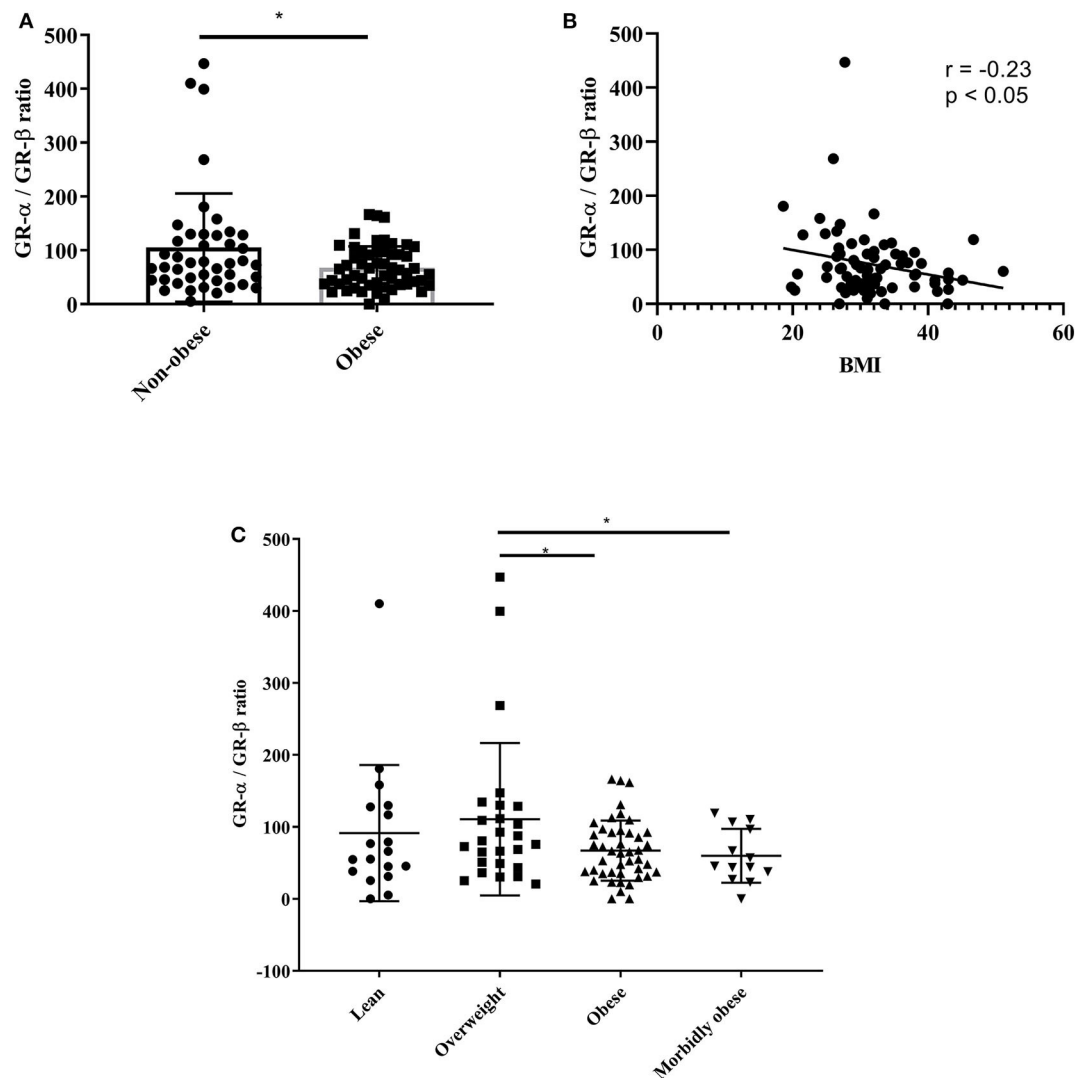 A
*
500
400
300
200
100
0
GR-α / GR-β ratio
Non-obese
Obese
B
500
400
300
200
100
0
GR-α / GR-β ratio
r = -0.23
p < 0.05
0
20
40
60
BMI
C
*
*
500
400
300
200
100
0
-100
GR-α / GR-β ratio
Lean
Overweight
Obese
Morbidly obese